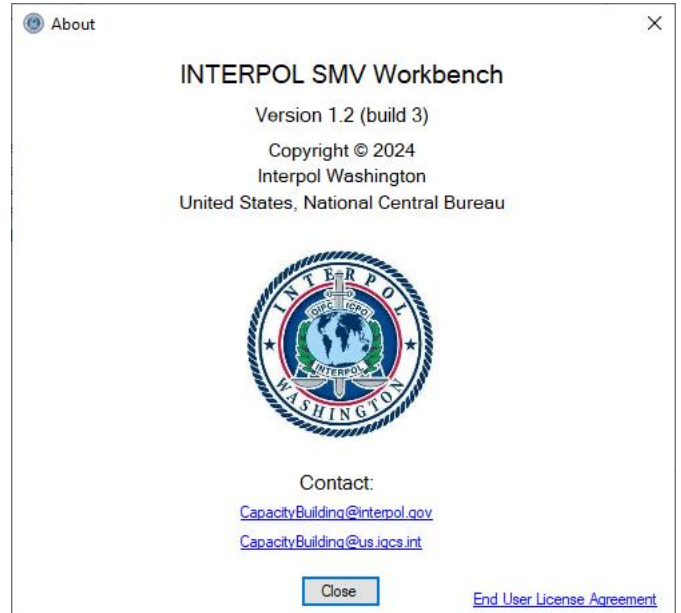 About
INTERPOL SMV Workbench
Version 1.2 (build 3)
Copyright © 2024
Interpol Washington
United States, National Central Bureau
INTERPOL
OIPC ICPO
INTERPOL
WASHINGTON
Contact:
CapacityBuilding@interpol.gov
CapacityBuilding@us.igcs.int
Close
End User License Agreement